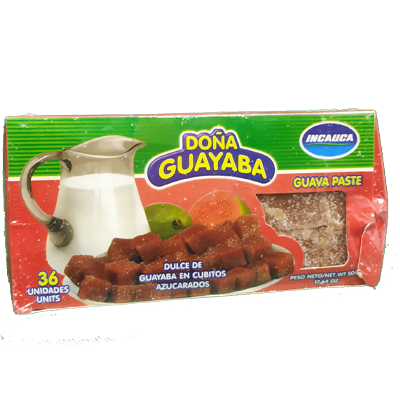 DOÑA
GUAYABA
INCAUCA
GUAVA PASTE
36
UNIDADES
UNITS
DULCE DE
GUAYABA EN CUBITOS
AZUCARADOS
PESO NETO/NET WT
17.64 OZ